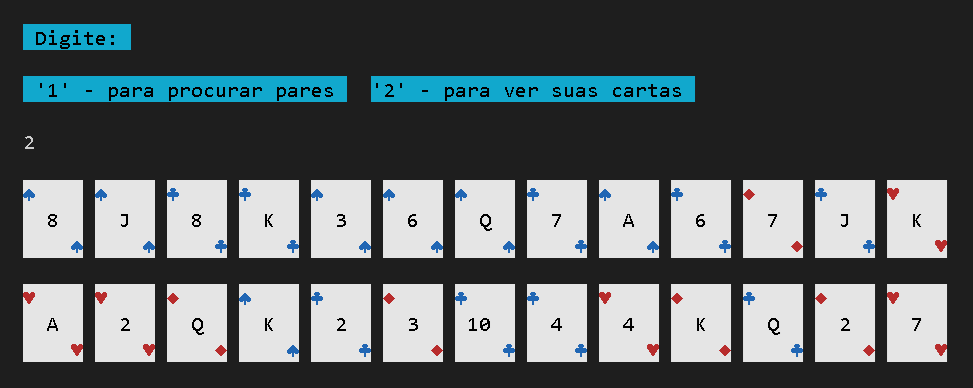 Digite:
'1' - para procurar pares '2' - para ver suas cartas
2
8 J 8 K 3 6 Q 7 A 6 7 J K
A 2 Q K 2 3 10 4 4 K Q 2 7